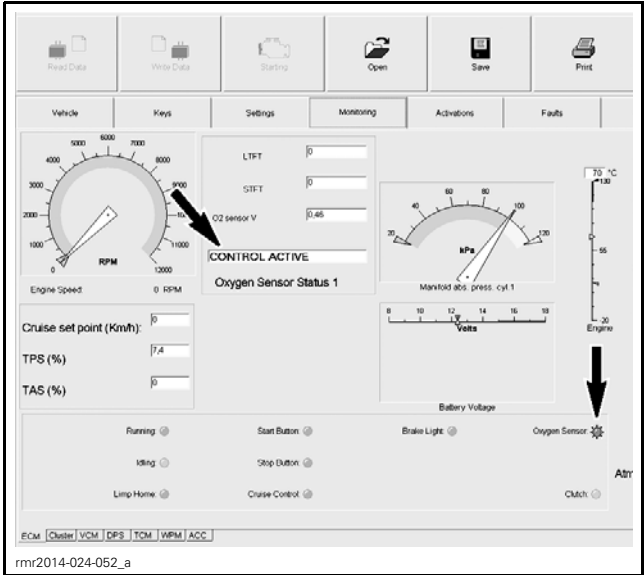 Read Data
Write Data
Starting
Open
Save
Print
Vehicle
Keys
Settings
Monitoring
Activations
Faults
0
1000
2000
3000
4000
5000
6000
7000
8000
9000
11000
12000
RPM
Engine Speed:
0 RPM
LTFT
0
STFT
0
O2 sensor V
0,46
CONTROL ACTIVE
Oxygen Sensor Status 1
20
40
60
80
100
120
kPa
Manifold abs. press. cyl.1
70 °C
130
55
-20
Engine
8
10
12
14
16
18
Volts
Battery Voltage
Cruise set point (Km/h):
0
TPS (%)
7,4
TAS (%)
0
Running:
Start Button:
Brake Light:
Oxygen Sensor:
Idling:
Stop Button:
Atm
Limp Home:
Cruise Control:
Clutch:
ECM
Cluster
VCM
DPS
TCM
WPM
ACC
rmr2014-024-052_a